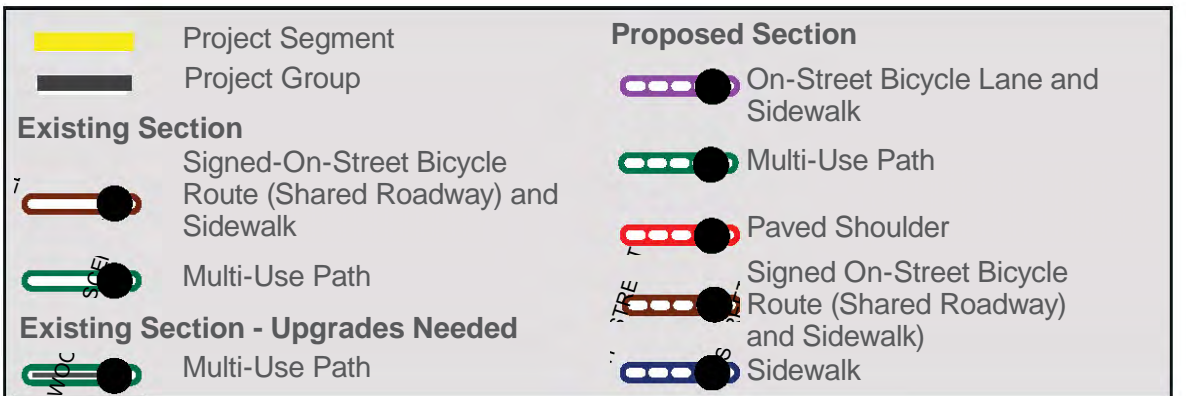 Project Segment
Project Group
Existing Section
Signed-On-Street Bicycle
Route (Shared Roadway) and
Sidewalk
Multi-Use Path
Existing Section - Upgrades Needed
Multi-Use Path
Proposed Section
On-Street Bicycle Lane and
Sidewalk
Multi-Use Path
Paved Shoulder
Signed On-Street Bicycle
Route (Shared Roadway)
and Sidewalk)
Sidewalk